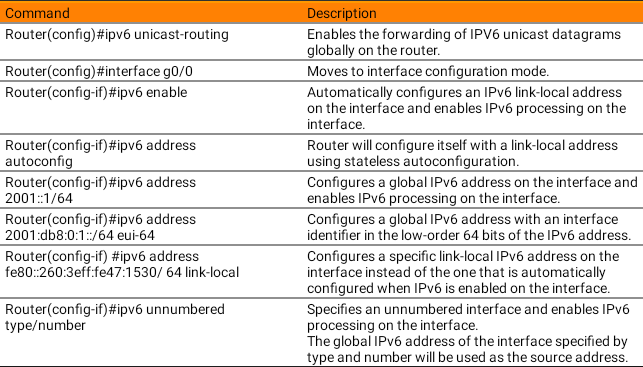 Command Description
Router(config)#ipv6 unicast-routing Enables the forwarding of IPV6 unicast datagrams
globally on the router.
Router(config)#interface g0/0 Moves to interface configuration mode.
Router(config-if)#ipv6 enable Automatically configures an IPv6 link-local address
on the interface and enables IPv6 processing on the
interface.
Router(config-if)#ipv6 address Router will configure itself with a link-local address
autoconfig using stateless autoconfiguration.
Router(config-if)#ipv6 address Configures a global IPv6 address on the interface and
2001::1/64 enables IPv6 processing on the interface.
Router(config-if)#ipv6 address Configures a global IPv6 address with an interface
2001:db8:0:1::/64 eui-64 identifier in the low-order 64 bits of the IPv6 address.
Router(config-if) #ipv6 address Configures a specific link-local IPv6 address on the
fe80::260:3eff:fe47:1530/ 64 link-local interface instead of the one that is automatically
configured when IPv6 is enabled on the interface.
Router(config-if)#ipv6 unnumbered Specifies an unnumbered interface and enables IPv6
type/number processing on the interface.
The global IPv6 address of the interface specified by
type and number will be used as the source address.